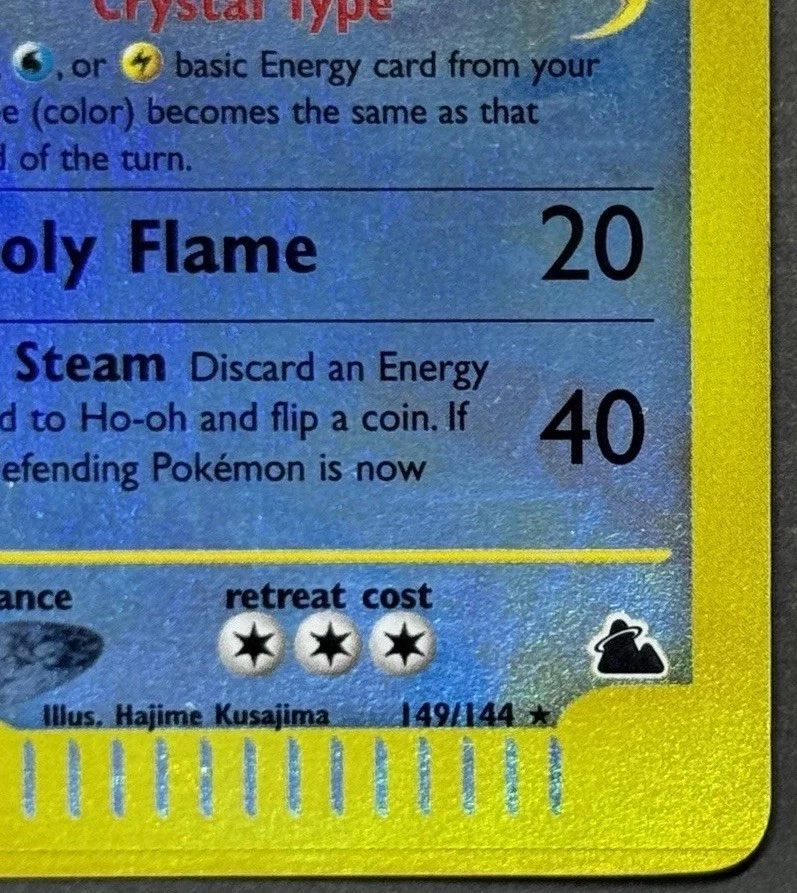 Crystal Type
, or basic Energy card from your
e (color) becomes the same as that
d of the turn.
oly Flame 20
Steam Discard an Energy
d to Ho-oh and flip a coin. If
40
efending Pokémon is now
ance retreat cost
Illus. Hajime Kusajima 149/144 ★